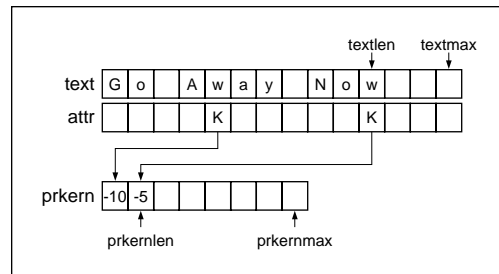 textlen textmax
text G o A w a y N o w
attr K K
prkern -10 -5
prkernlen prkernmax